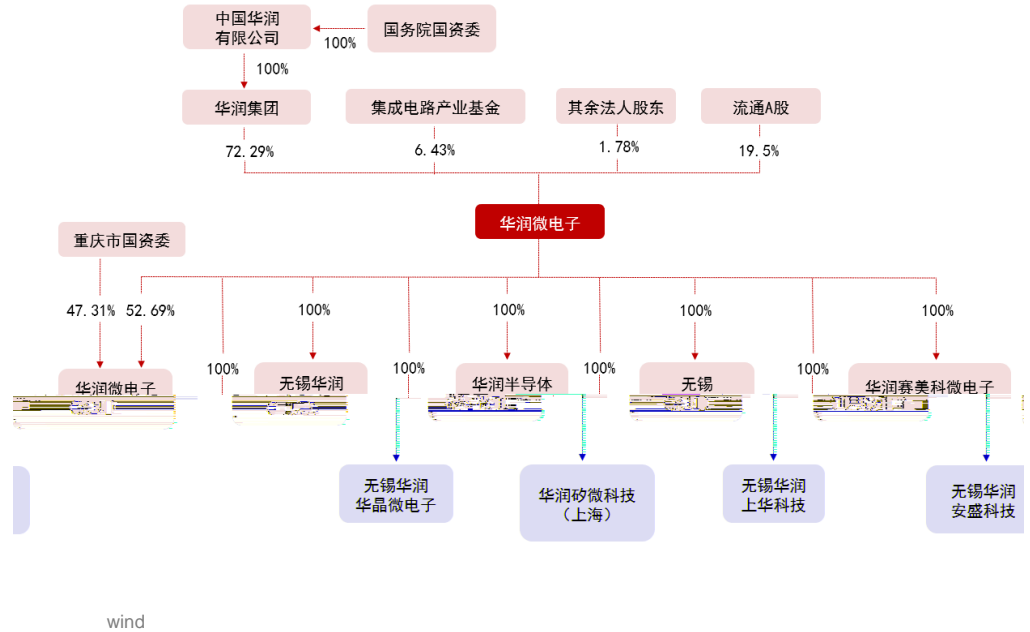 中国华润
有限公司
国务院国资委
100%
100%
华润集团
集成电路产业基金
其余法人股东
流通A股
72.29%
6.43%
1.78%
19.5%
华润微电子
重庆市国资委
47.31%
52.69%
100%
100%
100%
100%
100%
100%
100%
100%
华润微电子
无锡华润
华润半导体
无锡
华润赛美科微电子
无锡华润
华晶微电子
华润矽微科技
（上海）
无锡华润
上华科技
无锡华润
安盛科技
wind